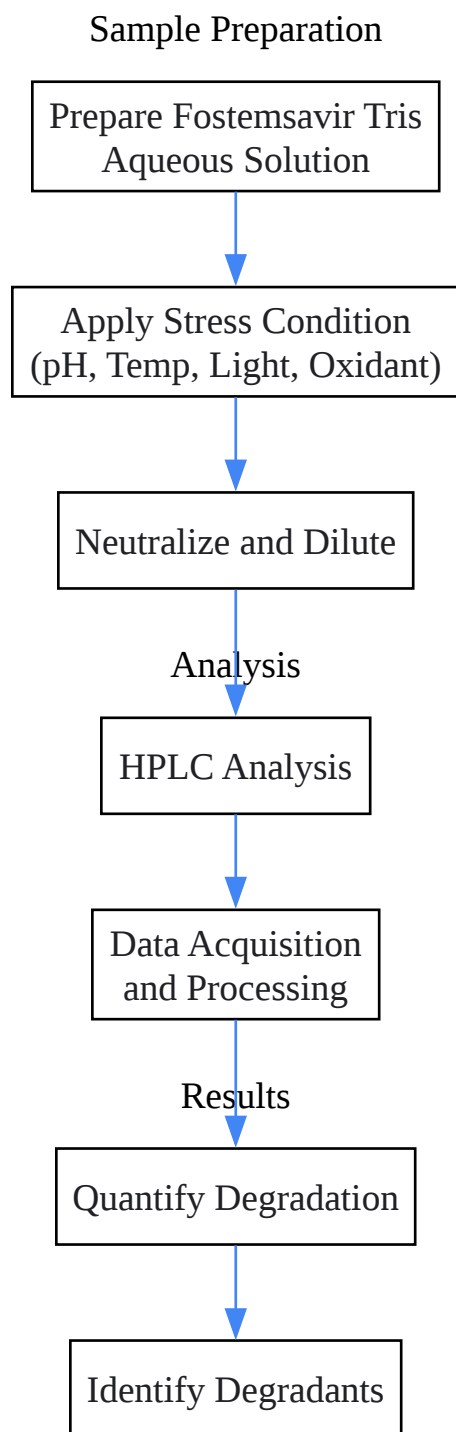 Sample Preparation
Prepare Fostemsavir Tris
Aqueous Solution
Apply Stress Condition
(pH, Temp, Light, Oxidant)
Neutralize and Dilute
Analysis
HPLC Analysis
Data Acquisition
and Processing
Results
Quantify Degradation
Identify Degradants